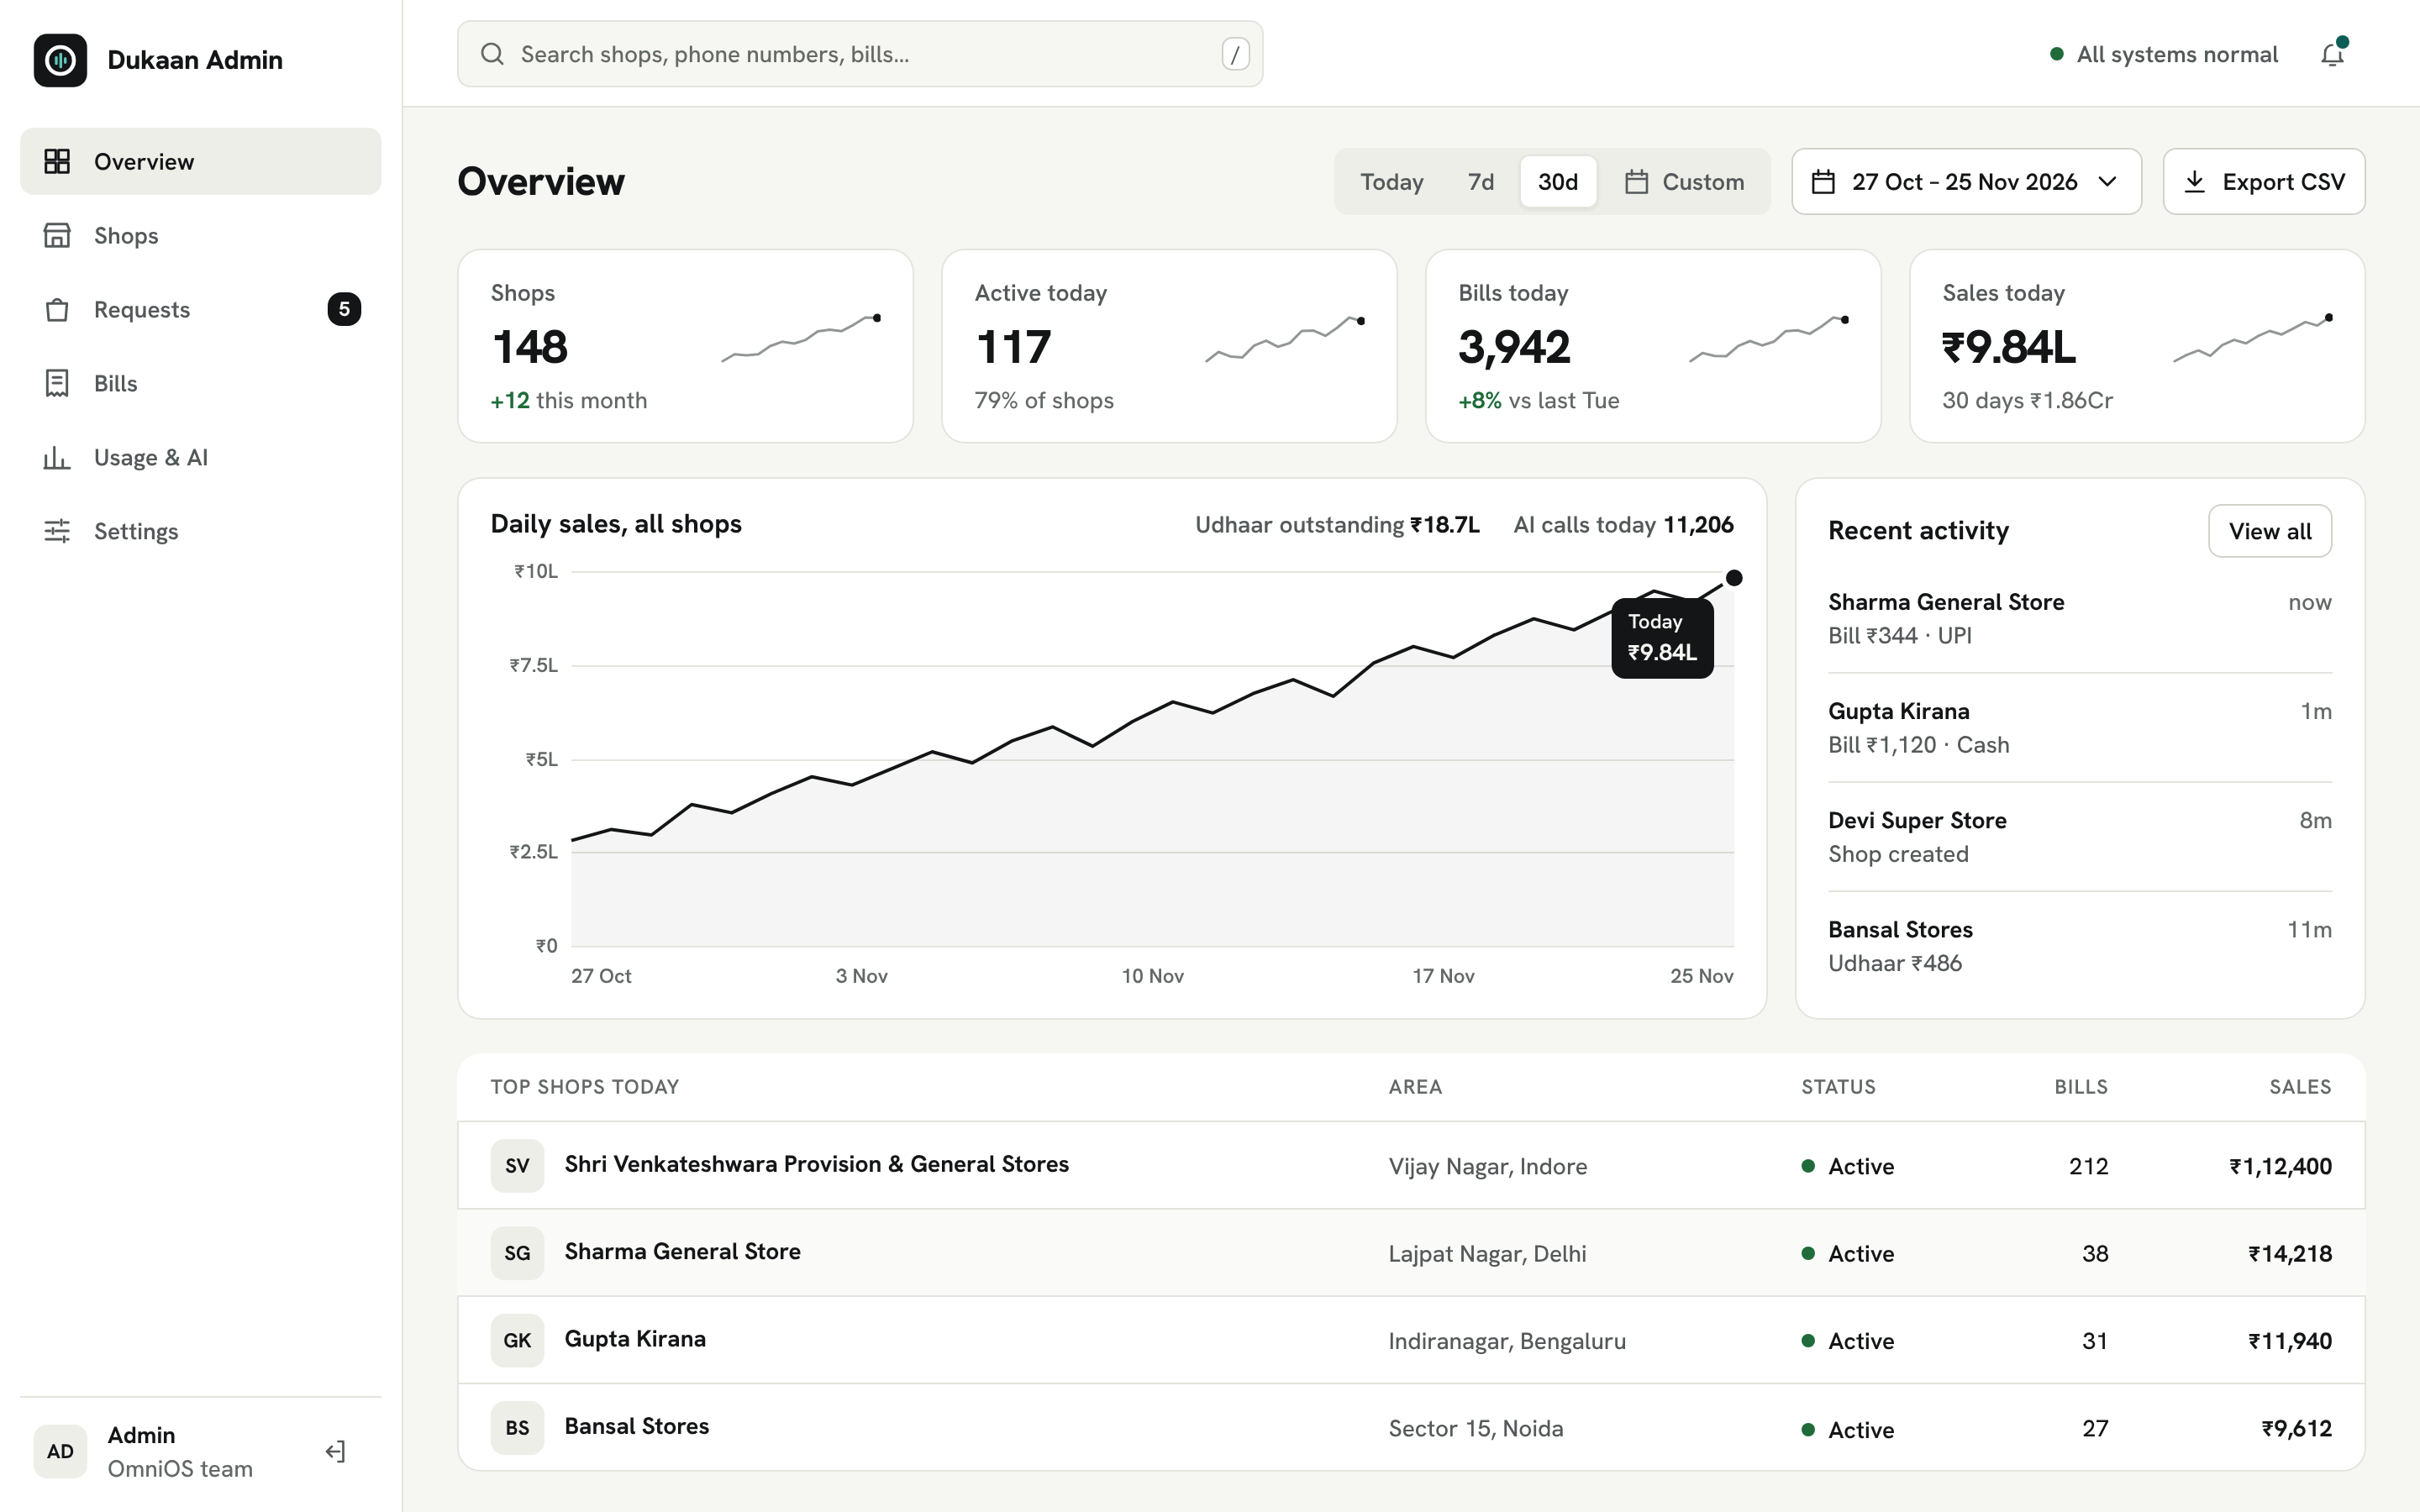 Dukaan Admin
Search shops, phone numbers, bills...
/
All systems normal
Overview
Shops
Requests
5
Bills
Usage & AI
Settings
Admin
AD
OmniOS team
Overview
Today
7d
30d
Custom
27 Oct – 25 Nov 2026
Export CSV
Shops
148
+12 this month
Active today
117
79% of shops
Bills today
3,942
+8% vs last Tue
Sales today
₹9.84L
30 days ₹1.86Cr
Daily sales, all shops
Udhaar outstanding ₹18.7L
AI calls today 11,206
₹10L
₹7.5L
₹5L
₹2.5L
₹0
Today
₹9.84L
27 Oct
3 Nov
10 Nov
17 Nov
25 Nov
Recent activity
View all
Sharma General Store now
Bill ₹344 · UPI
Gupta Kirana 1m
Bill ₹1,120 · Cash
Devi Super Store 8m
Shop created
Bansal Stores 11m
Udhaar ₹486
TOP SHOPS TODAY AREA STATUS BILLS SALES
SV Shri Venkateshwara Provision & General Stores Vijay Nagar, Indore Active 212 ₹1,12,400
SG Sharma General Store Lajpat Nagar, Delhi Active 38 ₹14,218
GK Gupta Kirana Indiranagar, Bengaluru Active 31 ₹11,940
BS Bansal Stores Sector 15, Noida Active 27 ₹9,612